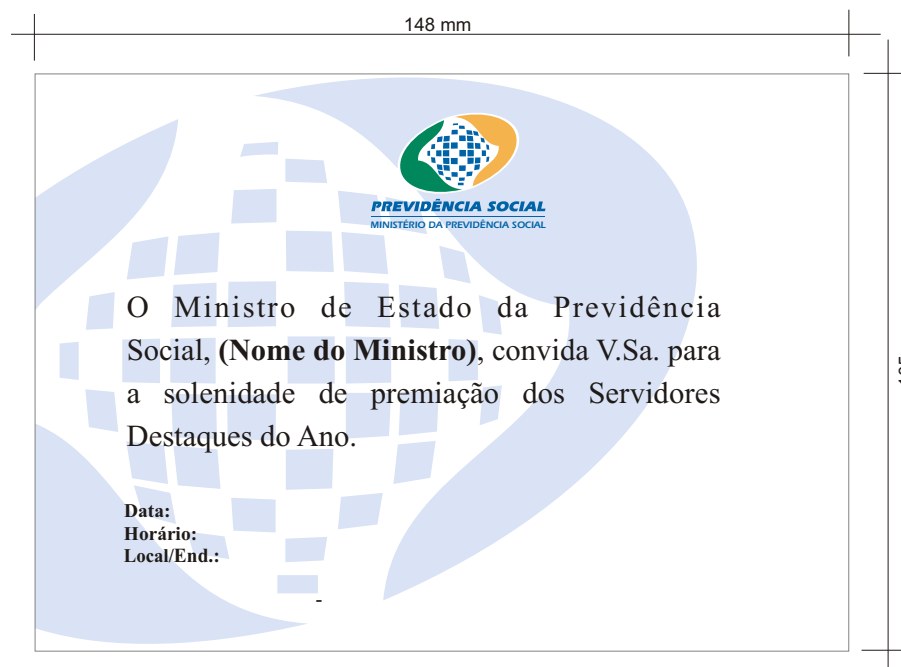 148 mm
PREVIDÊNCIA SOCIAL
MINISTÉRIO DA PREVIDÊNCIA SOCIAL
O Ministro de Estado da Previdência
Social, (Nome do Ministro), convida V.Sa. para
a solenidade de premiação dos Servidores
Destaques do Ano.
Data:
Horário:
Local/End.:
-